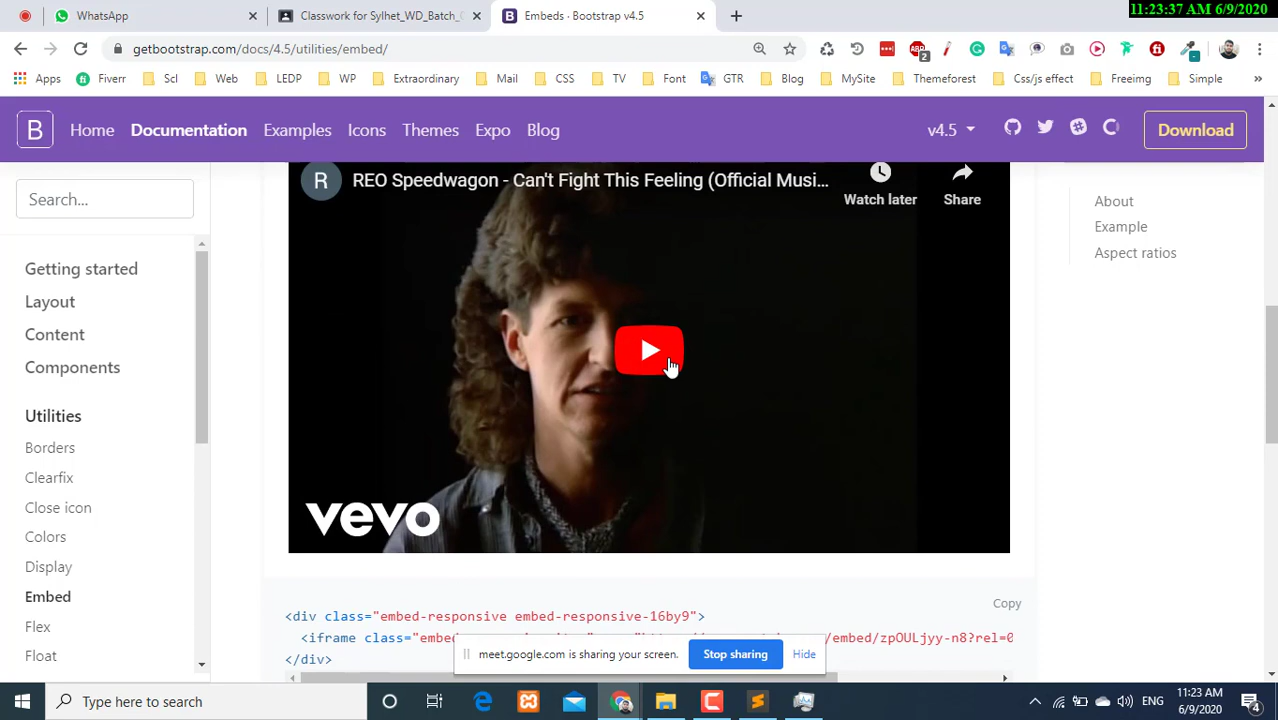 11:23:37 AM 6/9/2020
WhatsApp
Classwork for Sylhet_WD_Batch_
Embeds · Bootstrap v4.5
getbootstrap.com/docs/4.5/utilities/embed/
Apps
Fiverr
Scl
Web
LEDP
WP
Extraordinary
Mail
CSS
TV
Font
GTR
Blog
MySite
Themeforest
Css/js effect
Freeimg
Simple
B
Home
Documentation
Examples
Icons
Themes
Expo
Blog
v4.5
Download
Search...
Getting started
Layout
Content
Components
Utilities
Borders
Clearfix
Close icon
Colors
Display
Embed
Flex
Float
R
REO Speedwagon - Can't Fight This Feeling (Official Musi...
Watch later
Share
vevo
About
Example
Aspect ratios
Copy
<div class="embed-responsive embed-responsive-16by9">
<iframe class="embe /embed/zpOULjyy-n8?rel=0
</div>
meet.google.com is sharing your screen.
Stop sharing
Hide
Type here to search
ENG
11:23 AM
6/9/2020
4